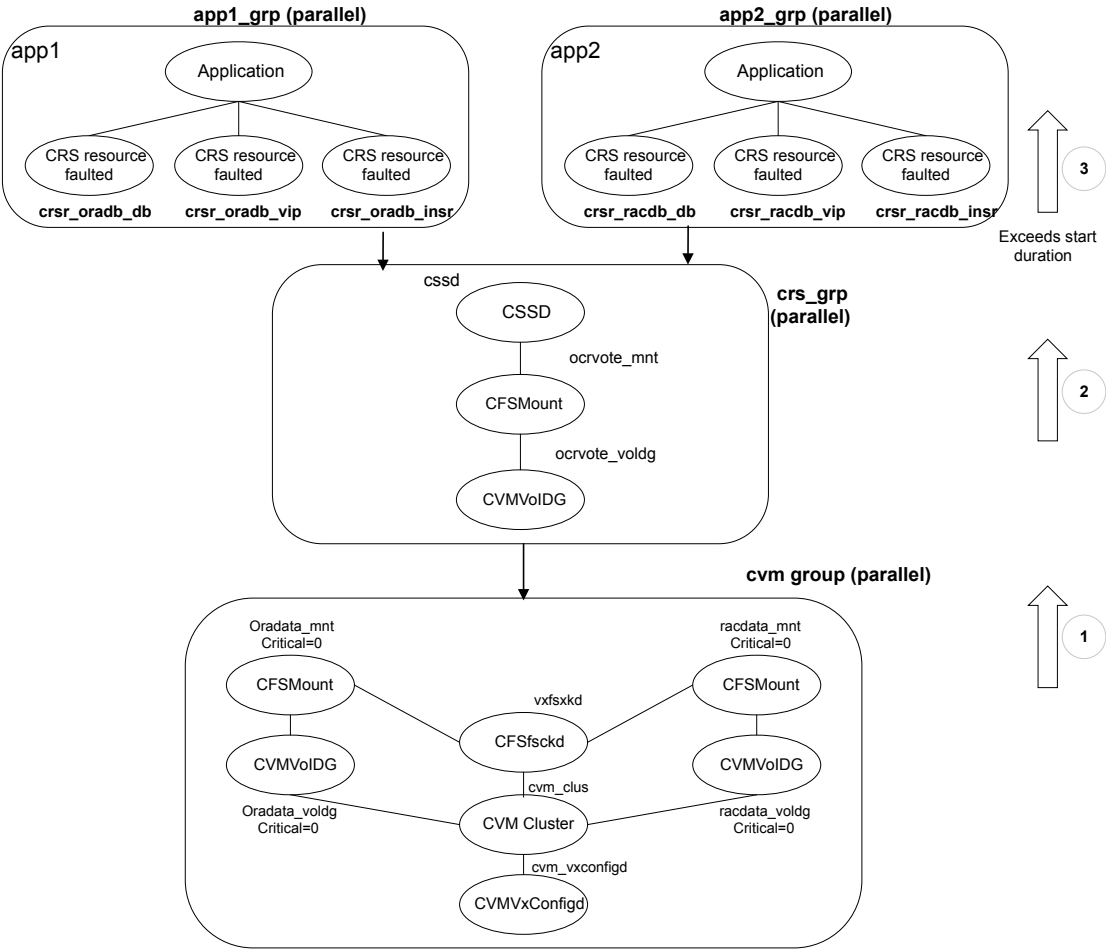 app1_grp (parallel)
app2_grp (parallel)
app1
Application
CRS resource
faulted
CRS resource
faulted
CRS resource
faulted
crsr_oradb_db
crsr_oradb_vip
crsr_oradb_insr
app2
Application
CRS resource
faulted
CRS resource
faulted
CRS resource
faulted
crsr_racdb_db
crsr_racdb_vip
crsr_racdb_insr
3
Exceeds start
duration
cssd
CSSD
crs_grp
(parallel)
ocrvote_mnt
CFSMount
2
ocrvote_voldg
CVMVolDG
cvm group (parallel)
1
Oradata_mnt
Critical=0
CFSMount
racdata_mnt
Critical=0
CFSMount
vxfsxkd
CFSfsckd
CVMVolDG
CVMVolDG
cvm_clus
Oradata_voldg
Critical=0
CVM Cluster
racdata_voldg
Critical=0
cvm_vxconfigd
CVMVxConfigd